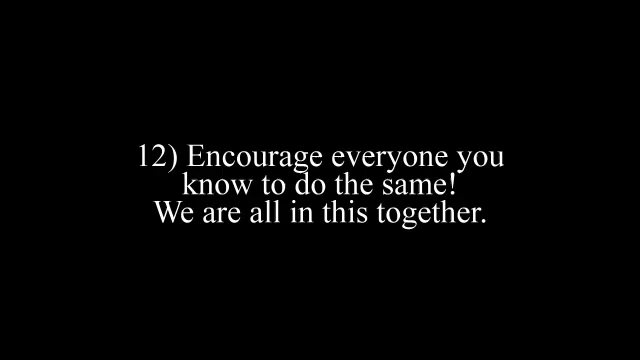 12) Encourage everyone you
know to do the same!
We are all in this together.